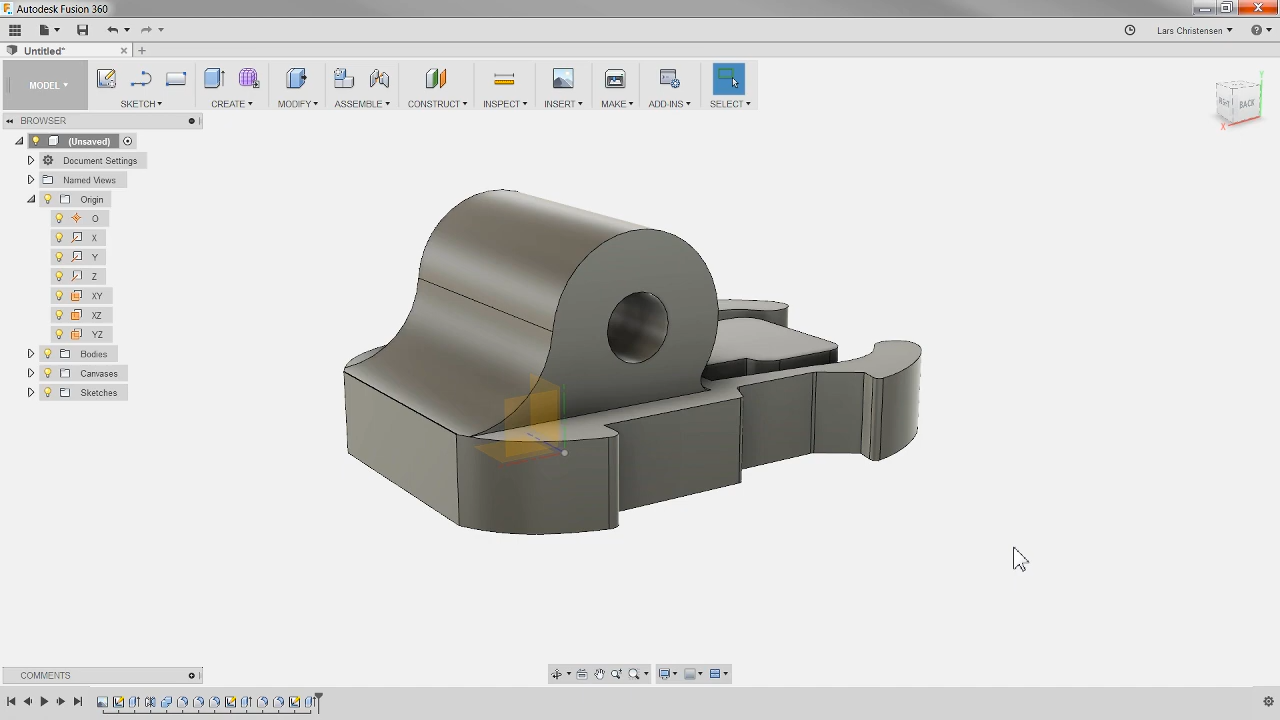 Autodesk Fusion 360
Lars Christensen
Untitled*
MODEL
SKETCH
CREATE
MODIFY
ASSEMBLE
CONSTRUCT
INSPECT
INSERT
MAKE
ADD-INS
SELECT
BROWSER
(Unsaved)
Document Settings
Named Views
Origin
O
X
Y
Z
XY
XZ
YZ
Bodies
Canvases
Sketches
Y
BACK
X
COMMENTS